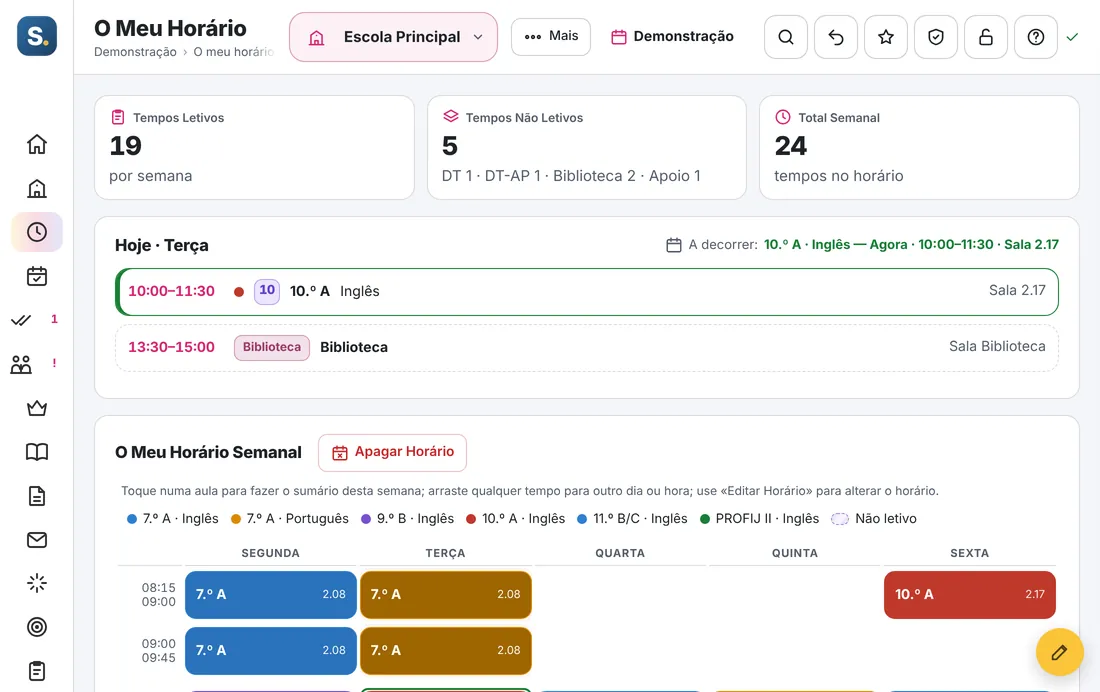 S.
O Meu Horário
Demonstração › O meu horário
Escola Principal
Mais
Demonstração
Tempos Letivos
19
por semana
Tempos Não Letivos
5
DT 1 · DT-AP 1 · Biblioteca 2 · Apoio 1
Total Semanal
24
tempos no horário
1
!
Hoje · Terça
A decorrer: 10.º A · Inglês — Agora · 10:00–11:30 · Sala 2.17
10:00–11:30 10 10.º A Inglês Sala 2.17
13:30–15:00 Biblioteca Biblioteca Sala Biblioteca
O Meu Horário Semanal
Apagar Horário
Toque numa aula para fazer o sumário desta semana; arraste qualquer tempo para outro dia ou hora; use «Editar Horário» para alterar o horário.
7.º A · Inglês 7.º A · Português 9.º B · Inglês 10.º A · Inglês 11.º B/C · Inglês PROFIJ II · Inglês Não letivo
SEGUNDA TERÇA QUARTA QUINTA SEXTA
08:15
09:00
7.º A 2.08
7.º A 2.08
10.º A 2.17
09:00
09:45
7.º A 2.08
7.º A 2.08